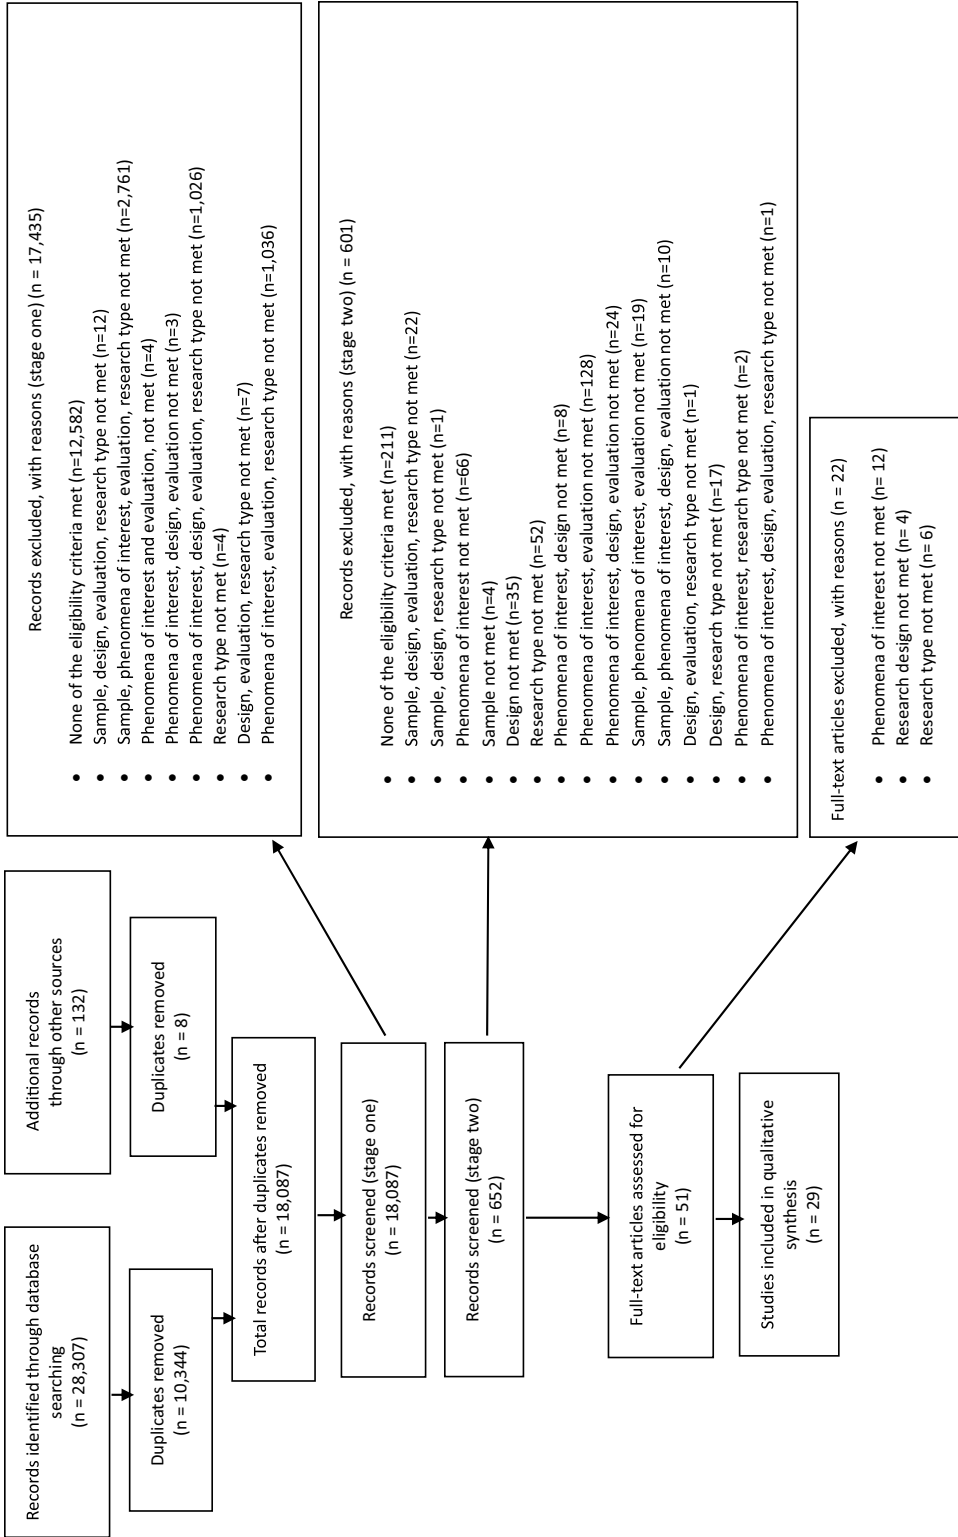 Records identified through database
searching
(n = 28,307)
Additional records
through other sources
(n = 132)
Duplicates removed
(n = 10,344)
Duplicates removed
(n = 8)
Total records after duplicates removed
(n = 18,087)
Records screened (stage one)
(n = 18,087)
Records excluded, with reasons (stage one) (n = 17,435)
• None of the eligibility criteria met (n=12,582)
• Sample, design, evaluation, research type not met (n=12)
• Sample, phenomena of interest, evaluation, research type not met (n=2,761)
• Phenomena of interest and evaluation, not met (n=4)
• Phenomena of interest, design, evaluation not met (n=3)
• Phenomena of interest, design, evaluation, research type not met (n=1,026)
• Research type not met (n=4)
• Design, evaluation, research type not met (n=7)
• Phenomena of interest, evaluation, research type not met (n=1,036)
Records screened (stage two)
(n = 652)
Records excluded, with reasons (stage two) (n = 601)
• None of the eligibility criteria met (n=211)
• Sample, design, evaluation, research type not met (n=22)
• Sample, design, research type not met (n=1)
• Phenomena of interest not met (n=66)
• Sample not met (n=4)
• Design not met (n=35)
• Research type not met (n=52)
• Phenomena of interest, design not met (n=8)
• Phenomena of interest, evaluation not met (n=128)
• Phenomena of interest, design, evaluation not met (n=24)
• Sample, phenomena of interest, evaluation not met (n=19)
• Sample, phenomena of interest, design, evaluation not met (n=10)
• Design, evaluation, research type not met (n=1)
• Design, research type not met (n=17)
• Phenomena of interest, research type not met (n=2)
• Phenomena of interest, design, evaluation, research type not met (n=1)
Full-text articles assessed for
eligibility
(n = 51)
Full-text articles excluded, with reasons (n = 22)
• Phenomena of interest not met (n= 12)
• Research design not met (n= 4)
• Research type not met (n= 6)
Studies included in qualitative
synthesis
(n = 29)